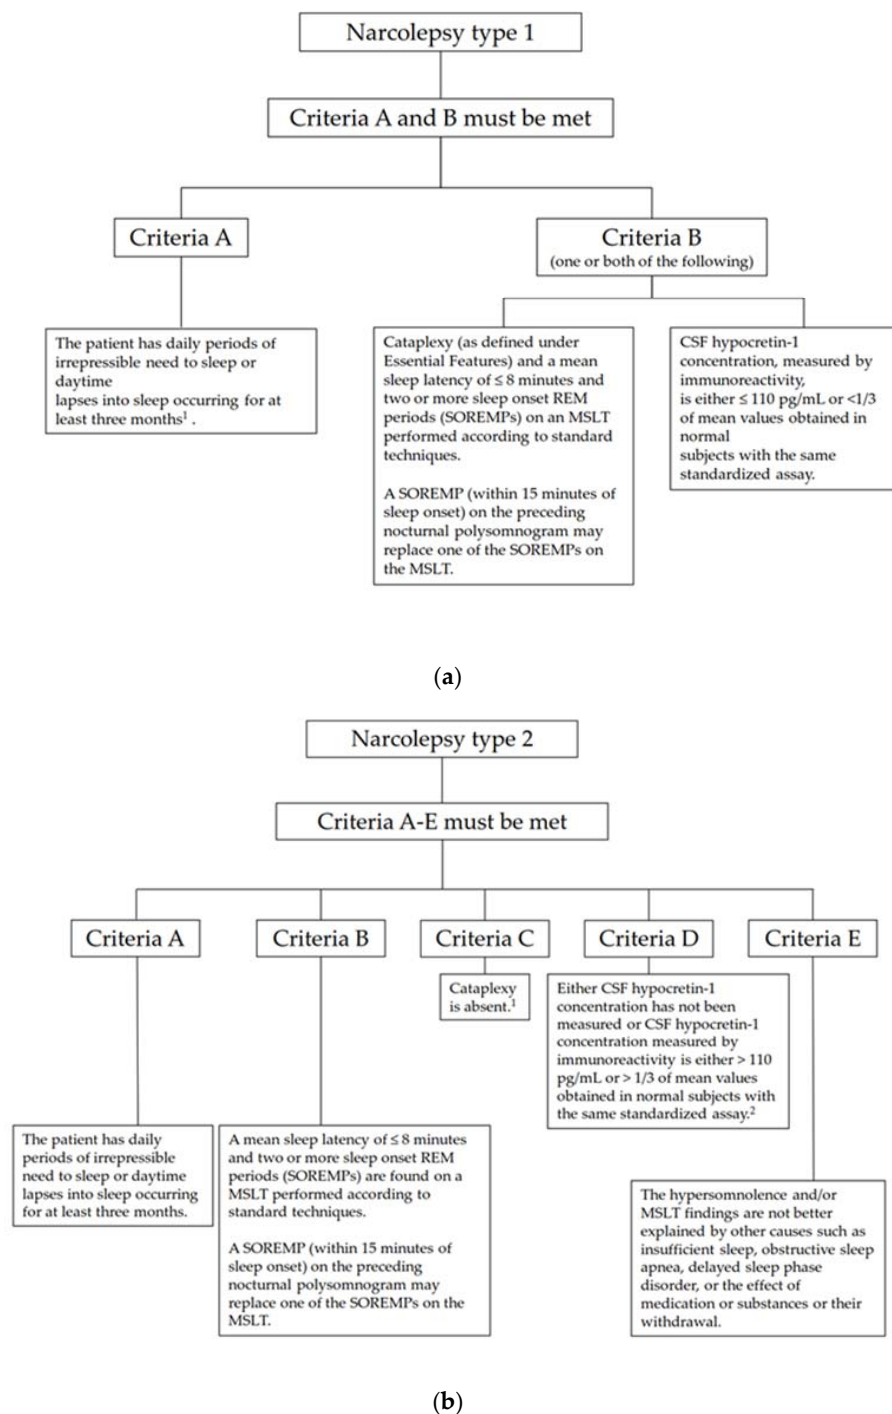 Narcolepsy type 1
Criteria A and B must be met
Criteria A
Criteria B
(one or both of the following)
The patient has daily periods of
irrepressible need to sleep or
daytime
lapses into sleep occurring for at
least three months¹ .
Cataplexy (as defined under
Essential Features) and a mean
sleep latency of ≤ 8 minutes and
two or more sleep onset REM
periods (SOREMPs) on an MSLT
performed according to standard
techniques.
A SOREMP (within 15 minutes of
sleep onset) on the preceding
nocturnal polysomnogram may
replace one of the SOREMPs on
the MSLT.
CSF hypocretin-1
concentration, measured by
immunoreactivity,
is either ≤ 110 pg/mL or <1/3
of mean values obtained in
normal
subjects with the same
standardized assay.
(a)
Narcolepsy type 2
Criteria A-E must be met
Criteria A
Criteria B
Criteria C
Criteria D
Criteria E
The patient has daily
periods of irrepressible
need to sleep or daytime
lapses into sleep occurring
for at least three months.
A mean sleep latency of ≤ 8 minutes
and two or more sleep onset REM
periods (SOREMPs) are found on a
MSLT performed according to
standard techniques.
A SOREMP (within 15 minutes of
sleep onset) on the preceding
nocturnal polysomnogram may
replace one of the SOREMPs on the
MSLT.
Cataplexy
is absent.¹
Either CSF hypocretin-1
concentration has not been
measured or CSF hypocretin-1
concentration measured by
immunoreactivity is either > 110
pg/mL or > 1/3 of mean values
obtained in normal subjects with
the same standardized assay.²
The hypersomnolence and/or
MSLT findings are not better
explained by other causes such as
insufficient sleep, obstructive sleep
apnea, delayed sleep phase
disorder, or the effect of
medication or substances or their
withdrawal.
(b)